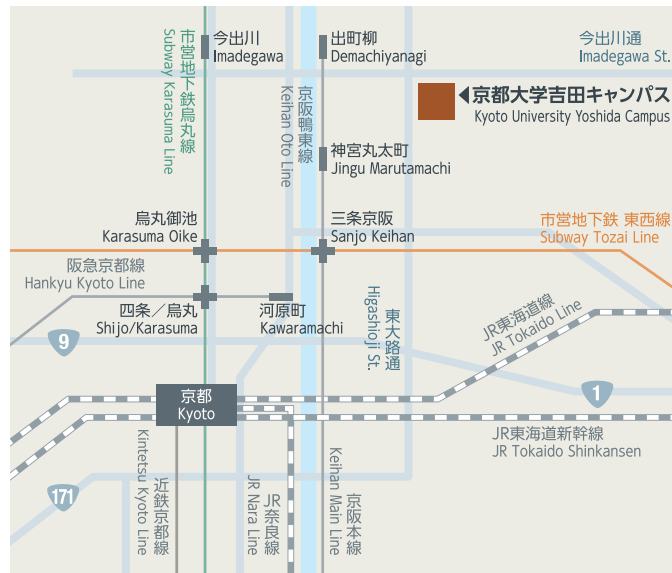 市営地下鉄烏丸線
Subway Karasuma Line
今出川
Imadegawa
出町柳
Demachiyanagi
今出川通
Imadegawa St.
京阪鴨東線
Keihan Oto Line
京都大学吉田キャンパス
Kyoto University Yoshida Campus
神宮丸太町
Jingu Marutamachi
烏丸御池
Karasuma Oike
三条京阪
Sanjo Keihan
市営地下鉄 東西線
Subway Tozai Line
阪急京都線
Hankyu Kyoto Line
四条／烏丸
Shijo/Karasuma
河原町
Kawaramachi
東大路通
Higashioji St.
JR東海道線
JR Tokaido Line
9
京都
Kyoto
1
JR東海道新幹線
JR Tokaido Shinkansen
近鉄京都線
Kintetsu Kyoto Line
JR奈良線
JR Nara Line
京阪本線
Keihan Main Line
171